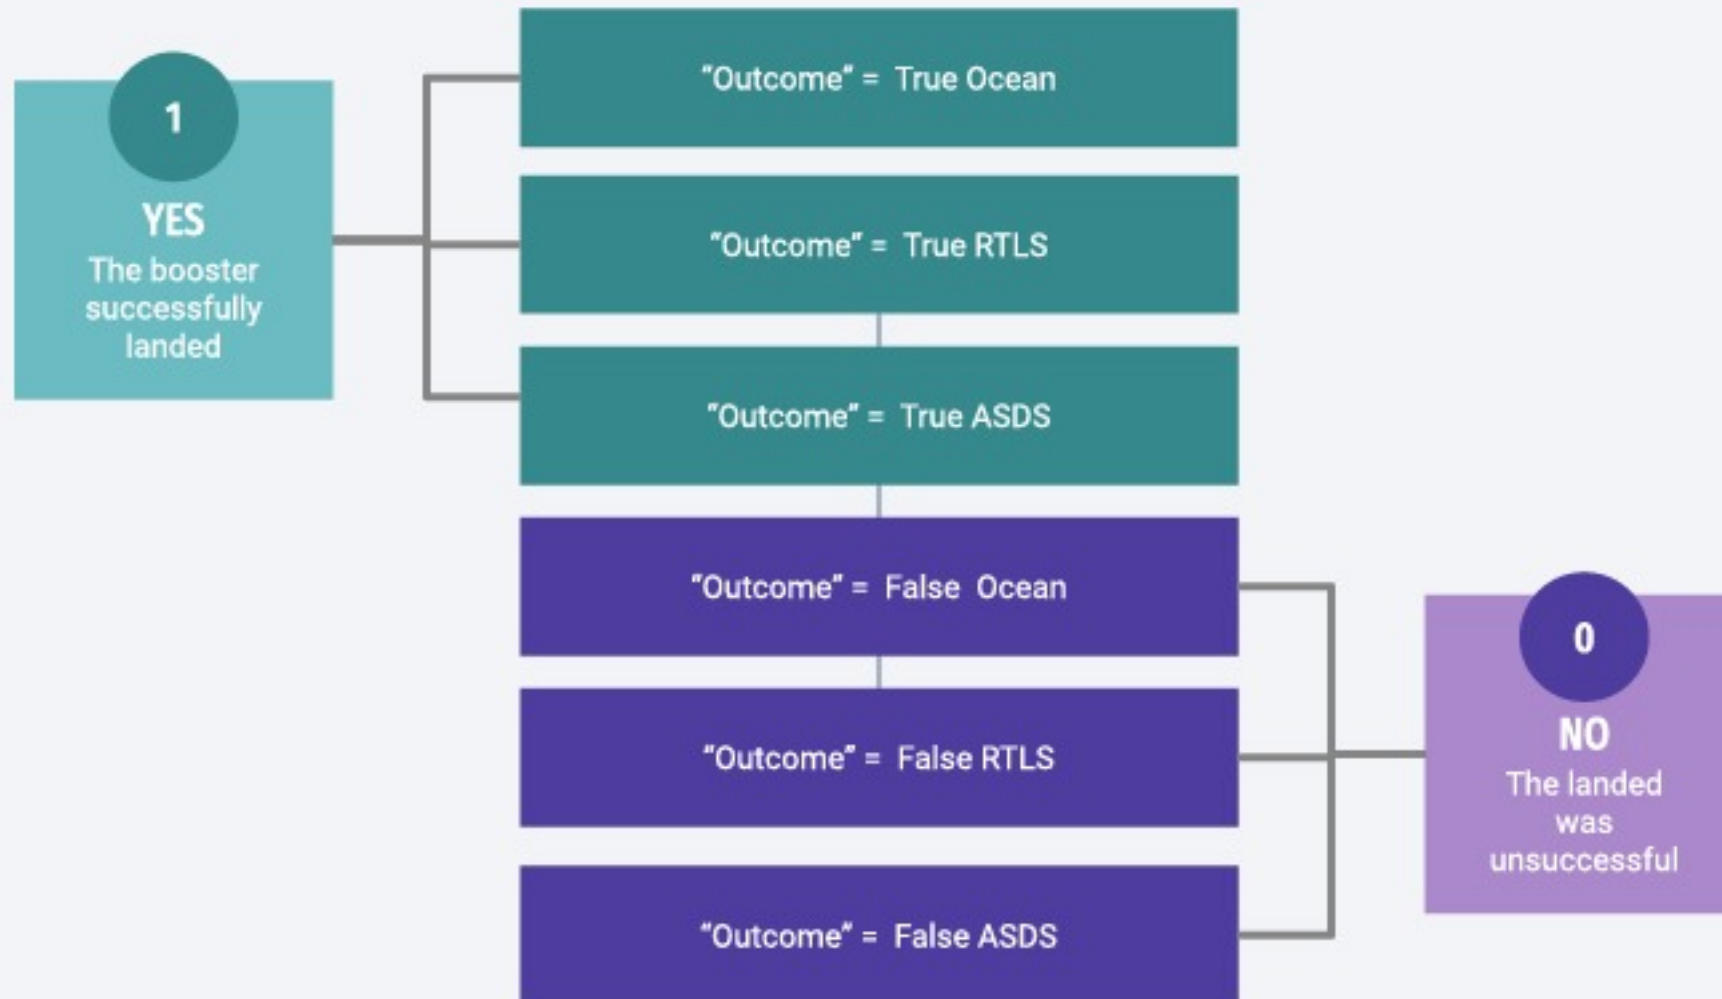 1
YES
The booster
successfully
landed
“Outcome” = True Ocean
“Outcome” = True RTLS
“Outcome” = True ASDS
“Outcome” = False Ocean
“Outcome” = False RTLS
“Outcome” = False ASDS
0
NO
The landed
was
unsuccessful